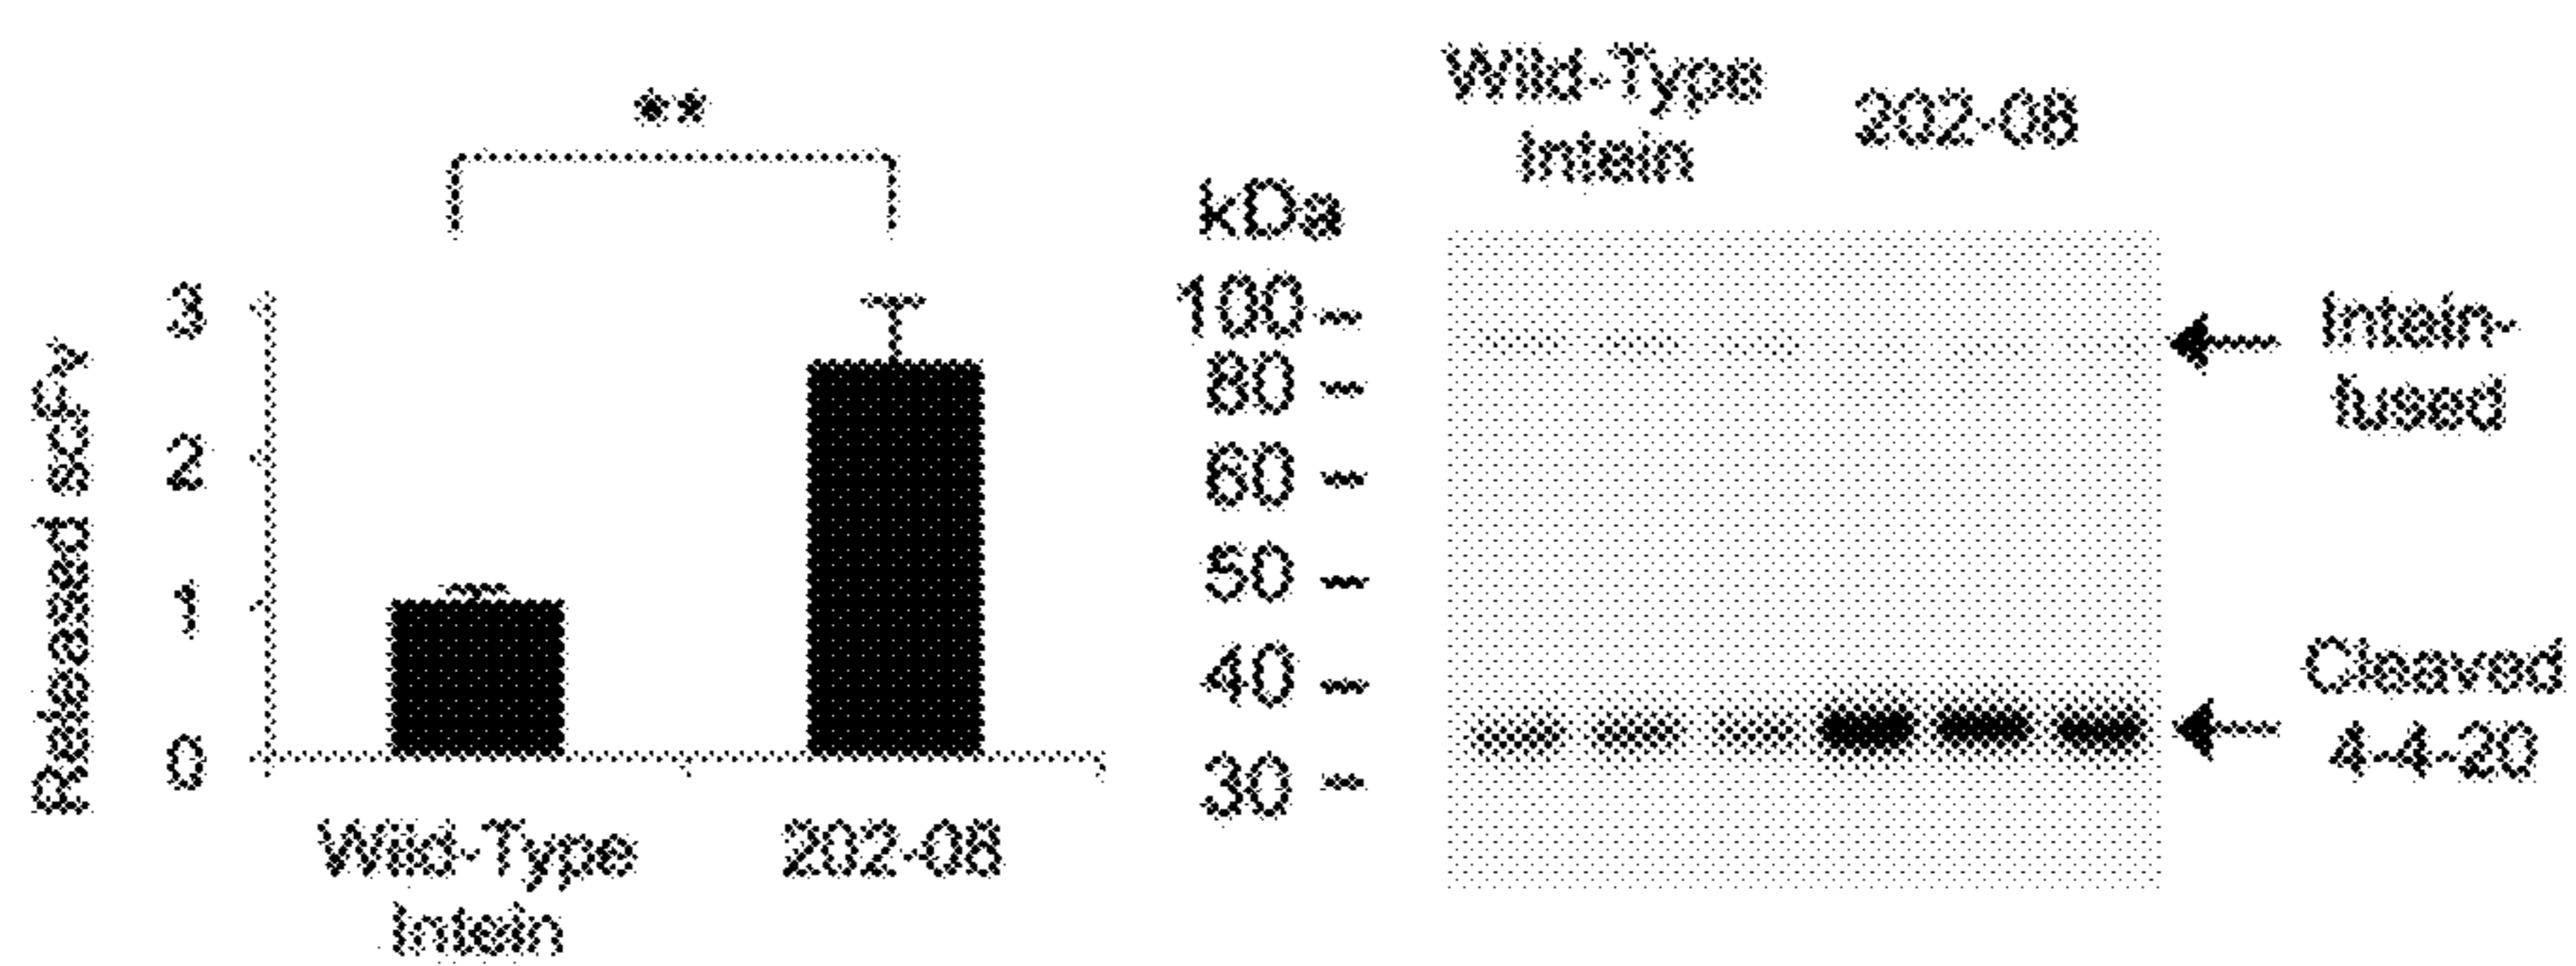 **
Released scFv
3
2
1
0
Wild-Type
Intein
202-08
Wild-Type
Intein
202-08
kDa
100
80
60
50
40
30
Intein-
fused
Cleaved
4-4-20